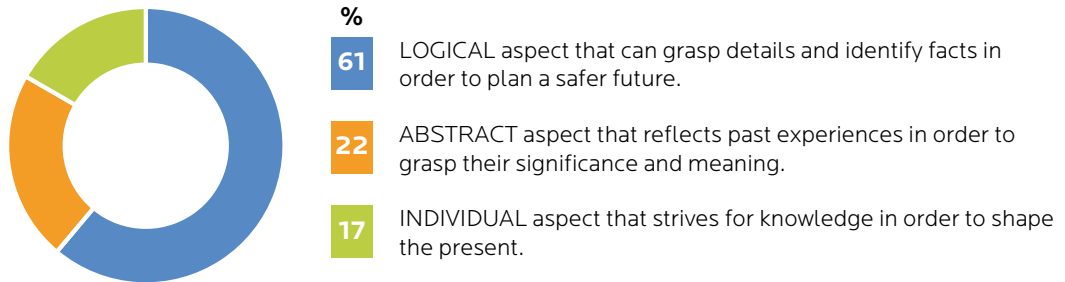 %
61
LOGICAL aspect that can grasp details and identify facts in
order to plan a safer future.
22
ABSTRACT aspect that reflects past experiences in order to
grasp their significance and meaning.
17
INDIVIDUAL aspect that strives for knowledge in order to shape
the present.